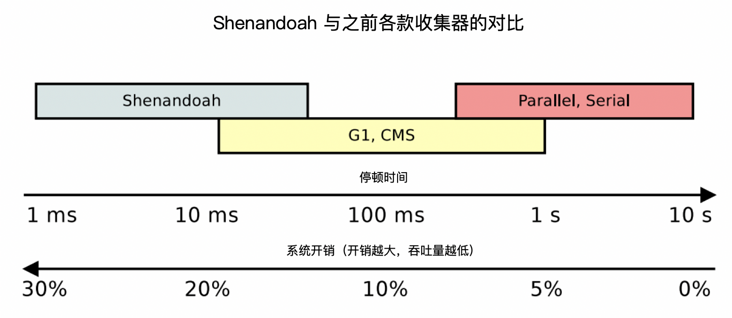 Shenandoah 与之前各款收集器的对比
Shenandoah
Parallel, Serial
G1, CMS
停顿时间
1 ms 10 ms 100 ms 1 s 10 s
系统开销（开销越大，吞吐量越低）
30% 20% 10% 5% 0%